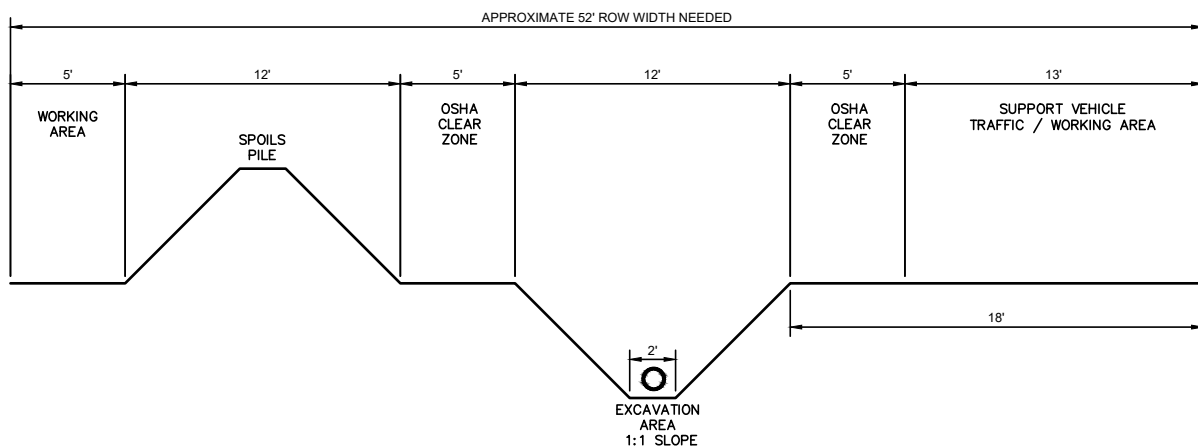 APPROXIMATE 52' ROW WIDTH NEEDED
5'
12'
5'
12'
5'
13'
WORKING
AREA
SPOILS
PILE
OSHA
CLEAR
ZONE
OSHA
CLEAR
ZONE
SUPPORT VEHICLE
TRAFFIC / WORKING AREA
18'
2'
EXCAVATION
AREA
1:1 SLOPE